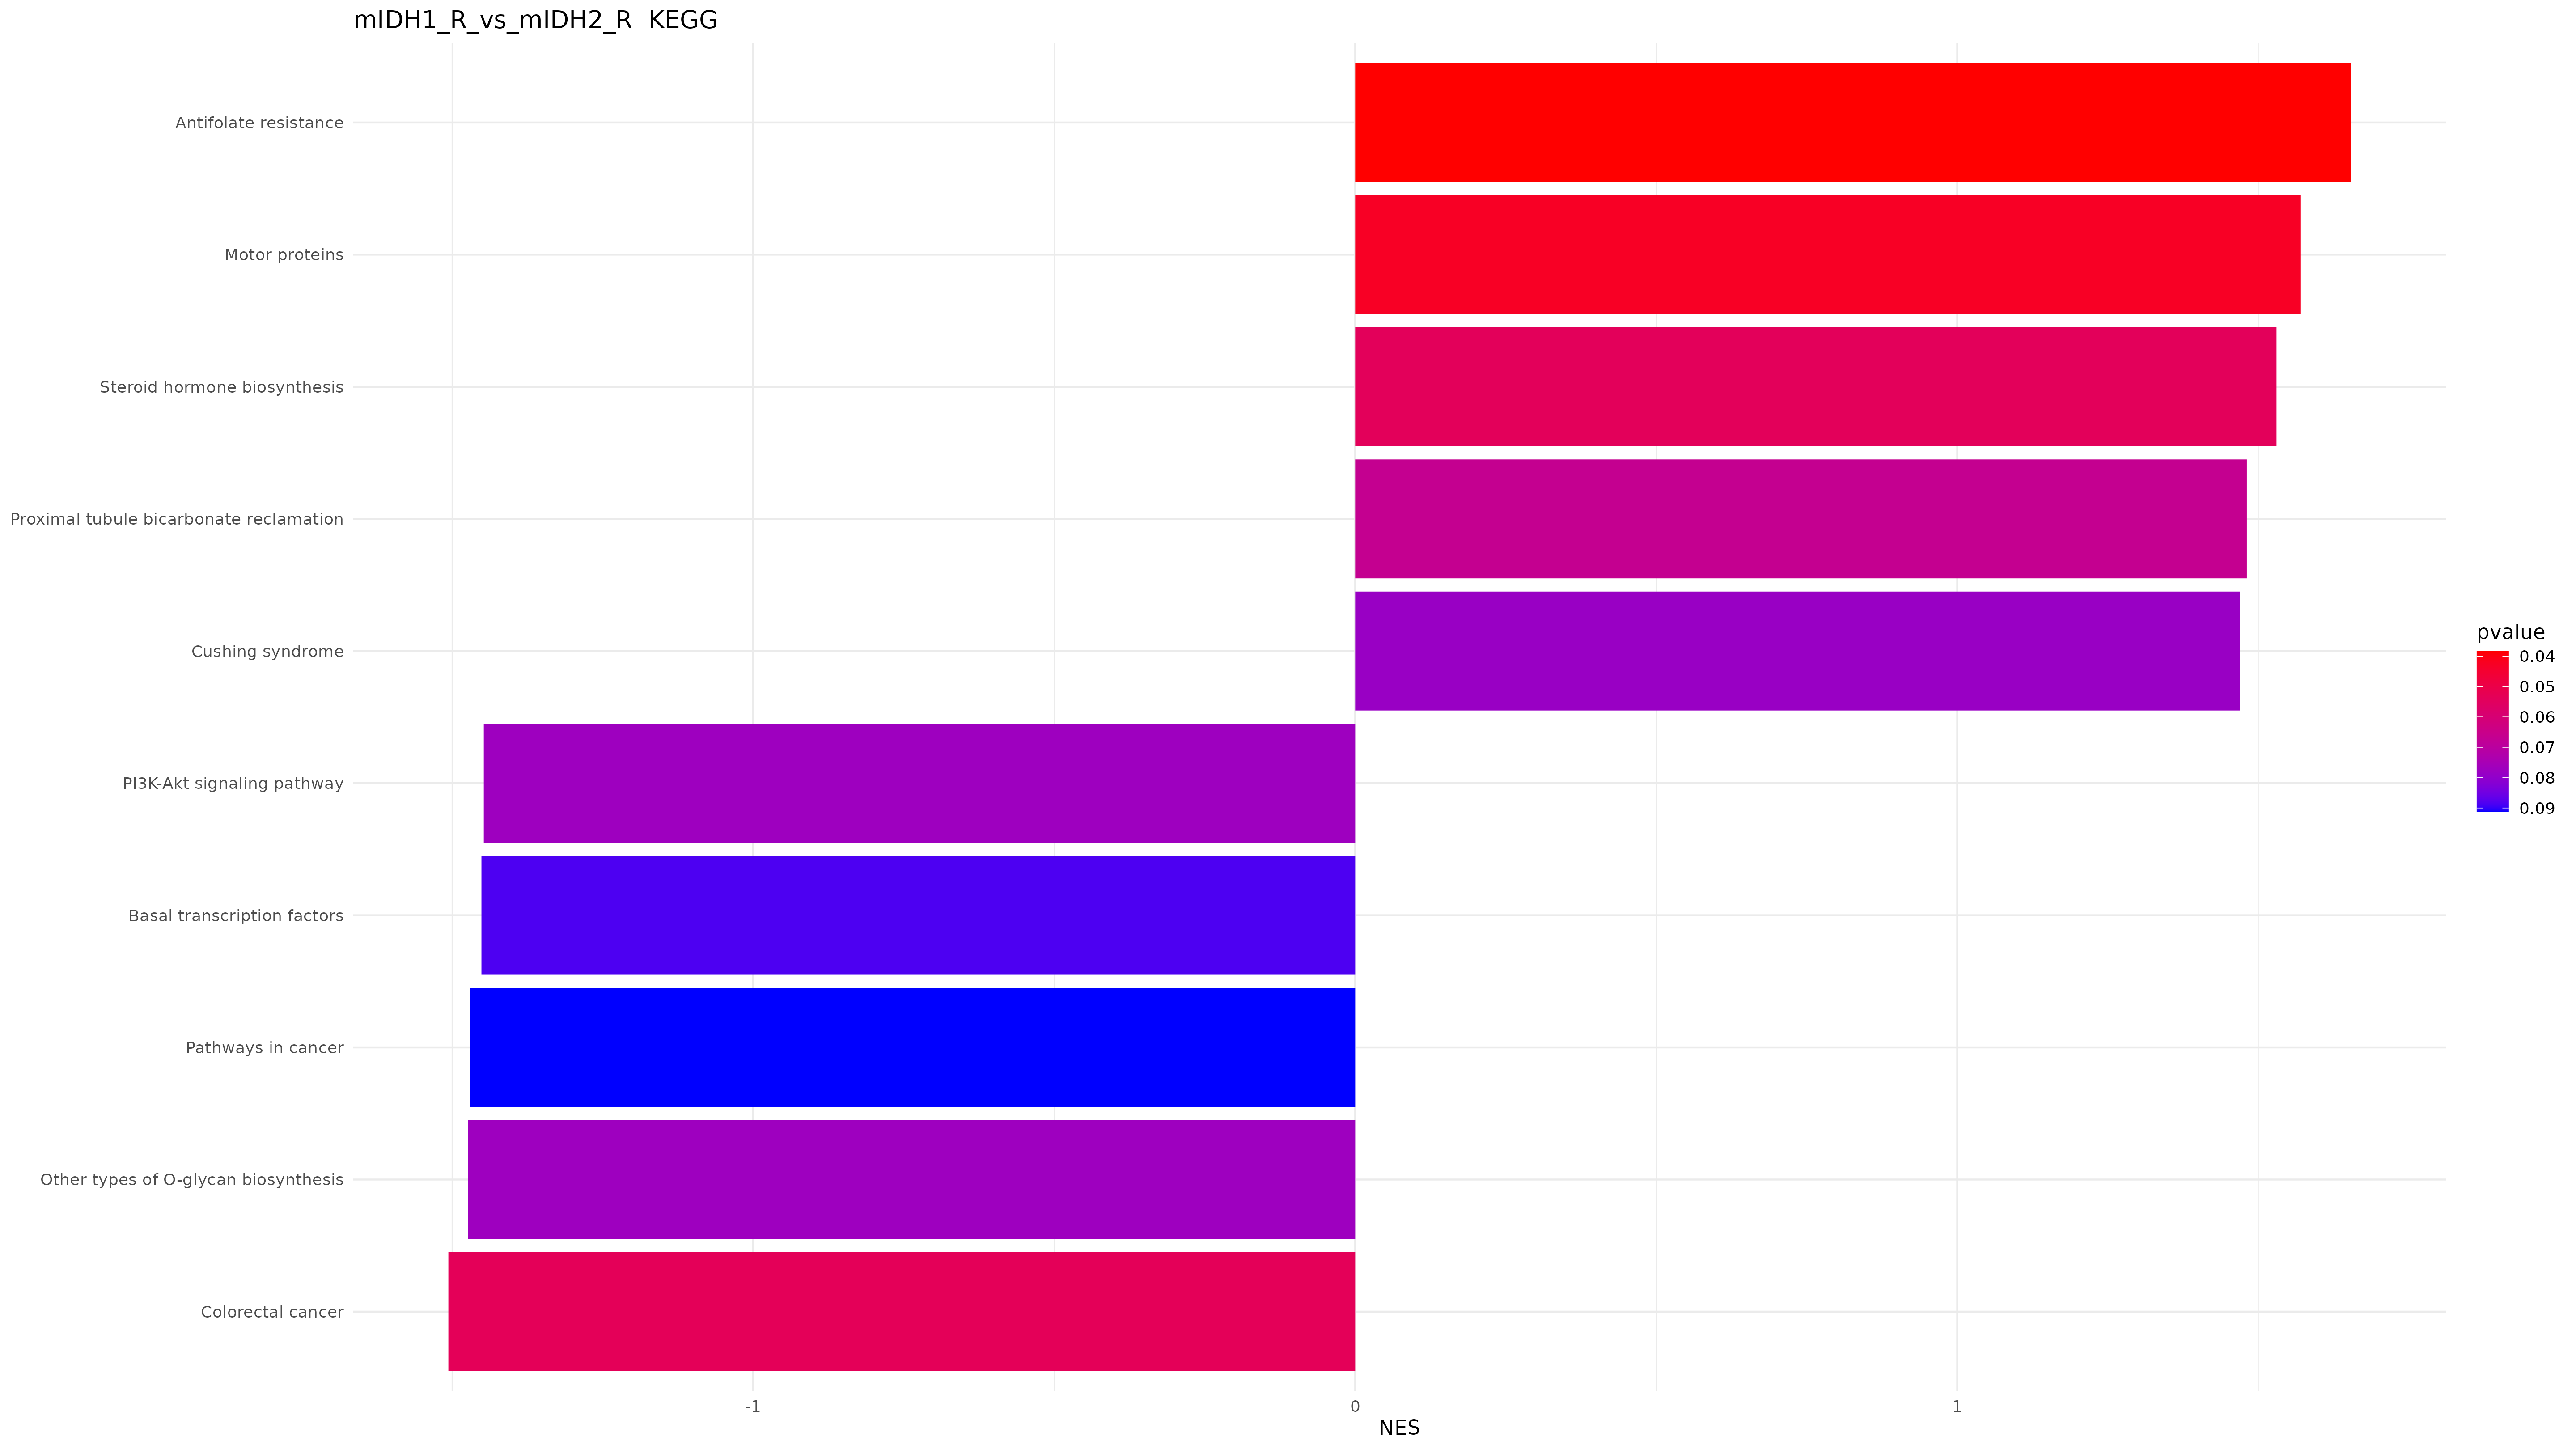 mIDH1_R_vs_mIDH2_R  KEGG
Antifolate resistance
Motor proteins
Steroid hormone biosynthesis
Proximal tubule bicarbonate reclamation
Cushing syndrome
PI3K-Akt signaling pathway
Basal transcription factors
Pathways in cancer
Other types of O-glycan biosynthesis
Colorectal cancer
-1 0 1
NES
pvalue
0.04
0.05
0.06
0.07
0.08
0.09